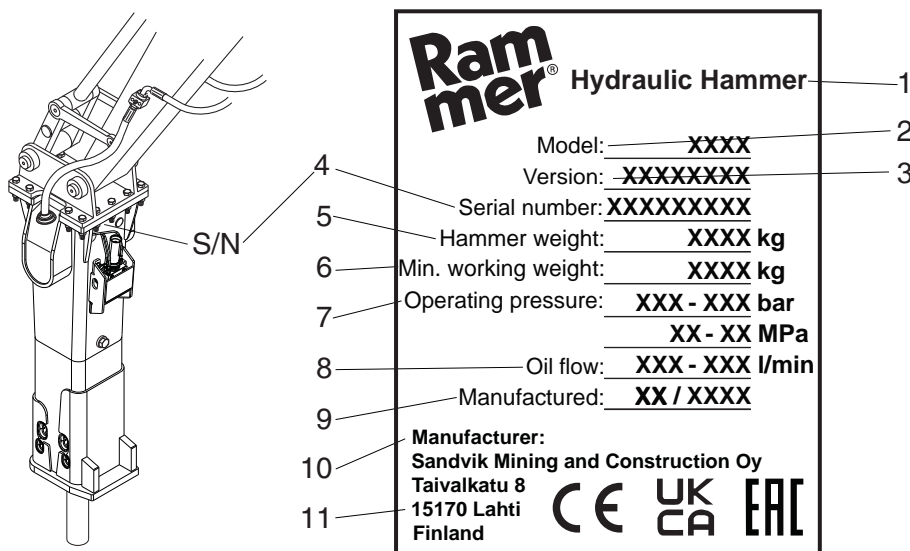 Ram
mer®
Hydraulic Hammer 1
Model: XXXX 2
Version: XXXXXXXX 3
4 Serial number: XXXXXXXXX
S/N
5 Hammer weight: XXXX kg
6 Min. working weight: XXXX kg
7 Operating pressure: XXX - XXX bar
XX - XX MPa
8 Oil flow: XXX - XXX l/min
9 Manufactured: XX / XXXX
10 Manufacturer:
Sandvik Mining and Construction Oy
Taivalkatu 8
11 15170 Lahti
Finland
CE UK CA EAC